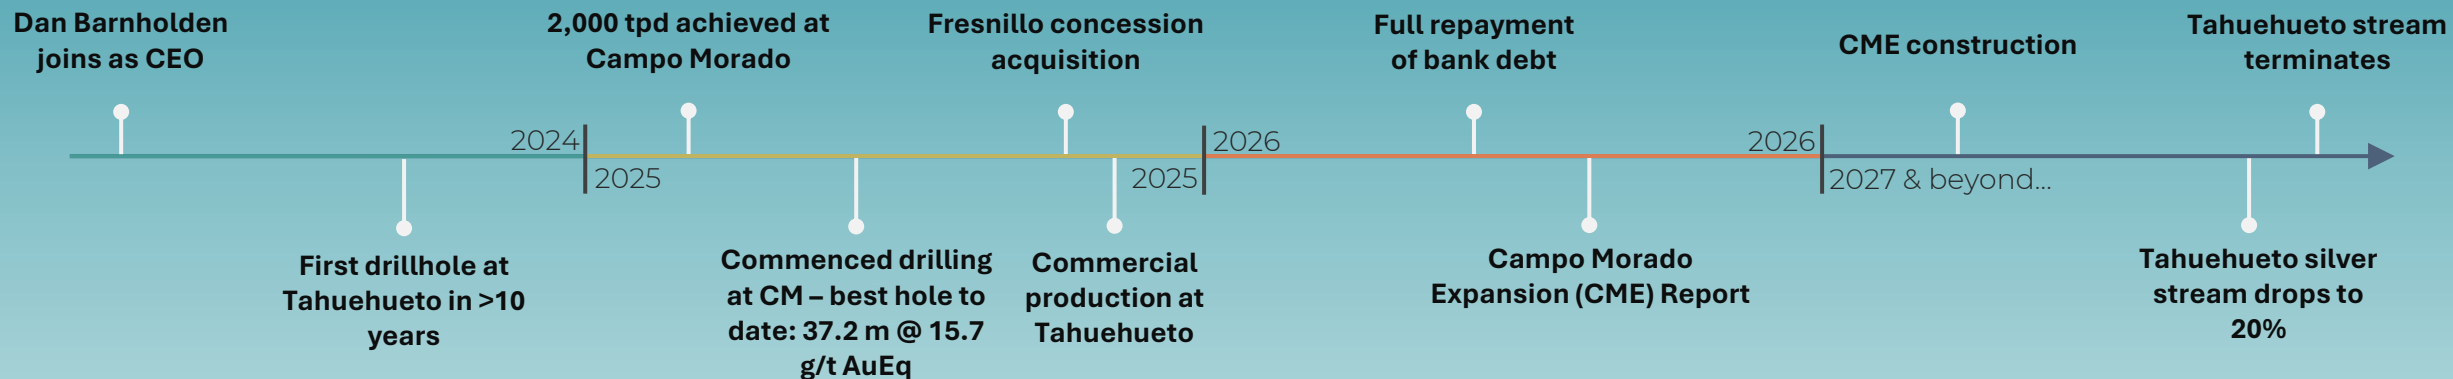 Dan Barnholden
joins as CEO
2,000 tpd achieved at
Campo Morado
Fresnillo concession
acquisition
Full repayment
of bank debt
CME construction
Tahuehueto stream
terminates
2024
2025
2025
2026
2026
2027 & beyond...
First drillhole at
Tahuehueto in >10
years
Commenced drilling
at CM – best hole to
date: 37.2 m @ 15.7
g/t AuEq
Commercial
production at
Tahuehueto
Campo Morado
Expansion (CME) Report
Tahuehueto silver
stream drops to
20%